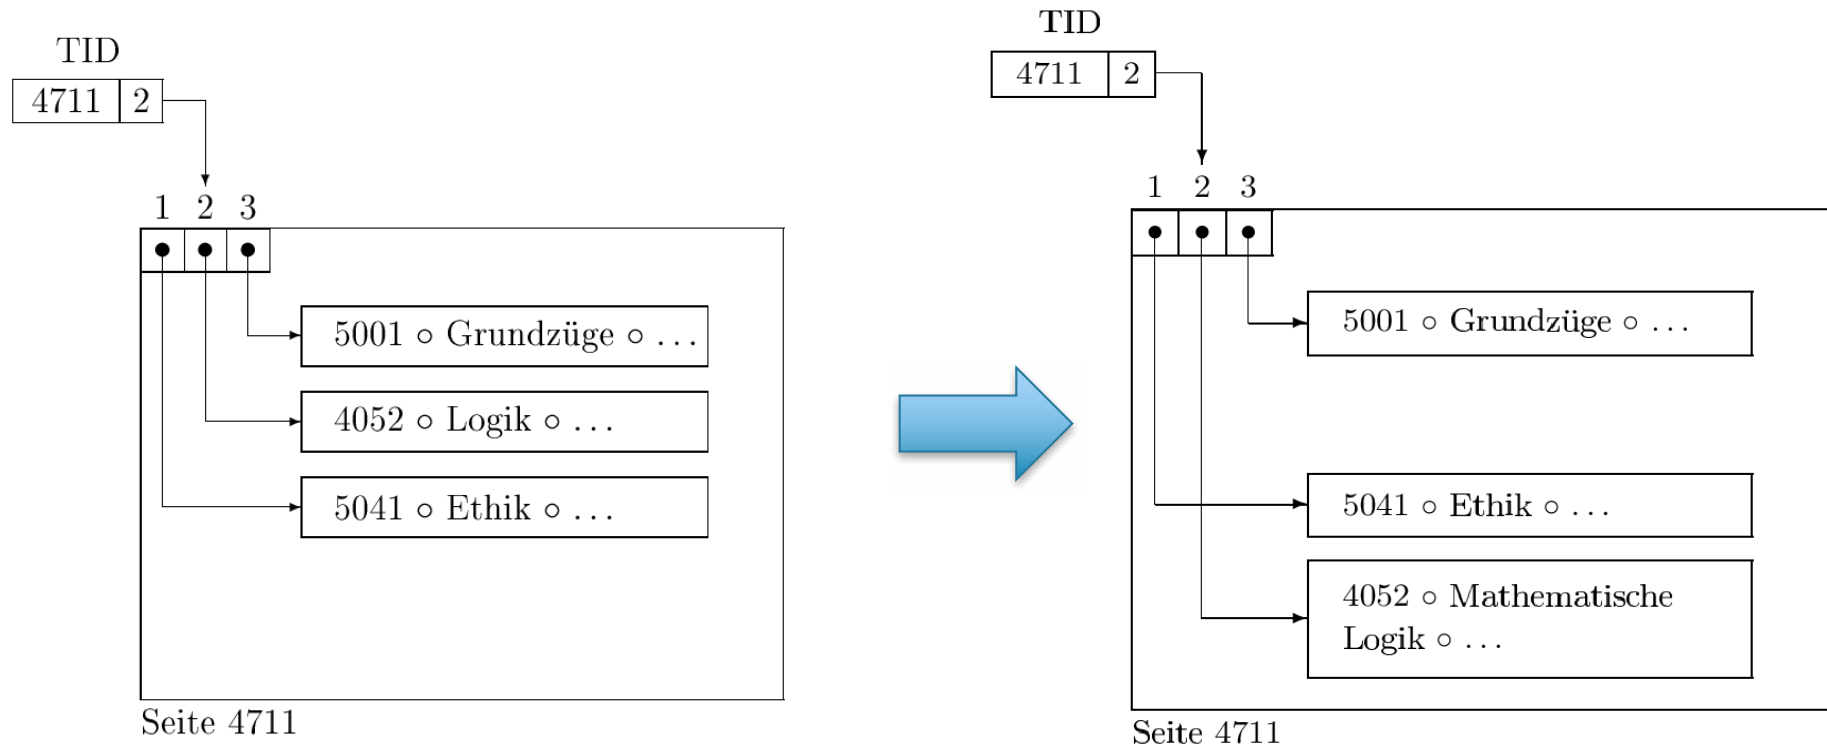 TID
4711 2
1 2 3
5001 ∘ Grundzüge ∘ ...
4052 ∘ Logik ∘ ...
5041 ∘ Ethik ∘ ...
Seite 4711
TID
4711 2
1 2 3
5001 ∘ Grundzüge ∘ ...
5041 ∘ Ethik ∘ ...
4052 ∘ Mathematische
Logik ∘ ...
Seite 4711